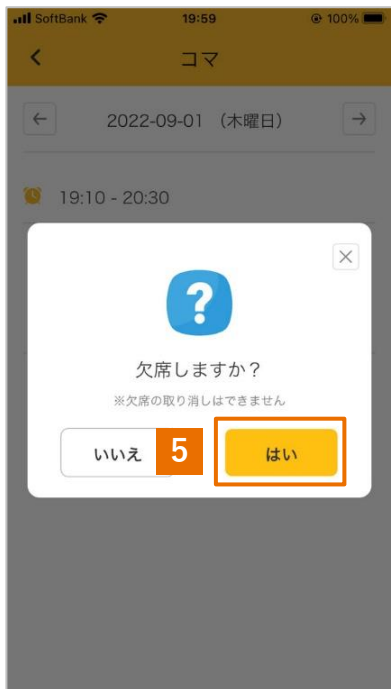 SoftBank 19:59 100%
コマ
2022-09-01 （木曜日）
19:10 - 20:30
欠席しますか？
※欠席の取り消しはできません
いいえ 5 はい